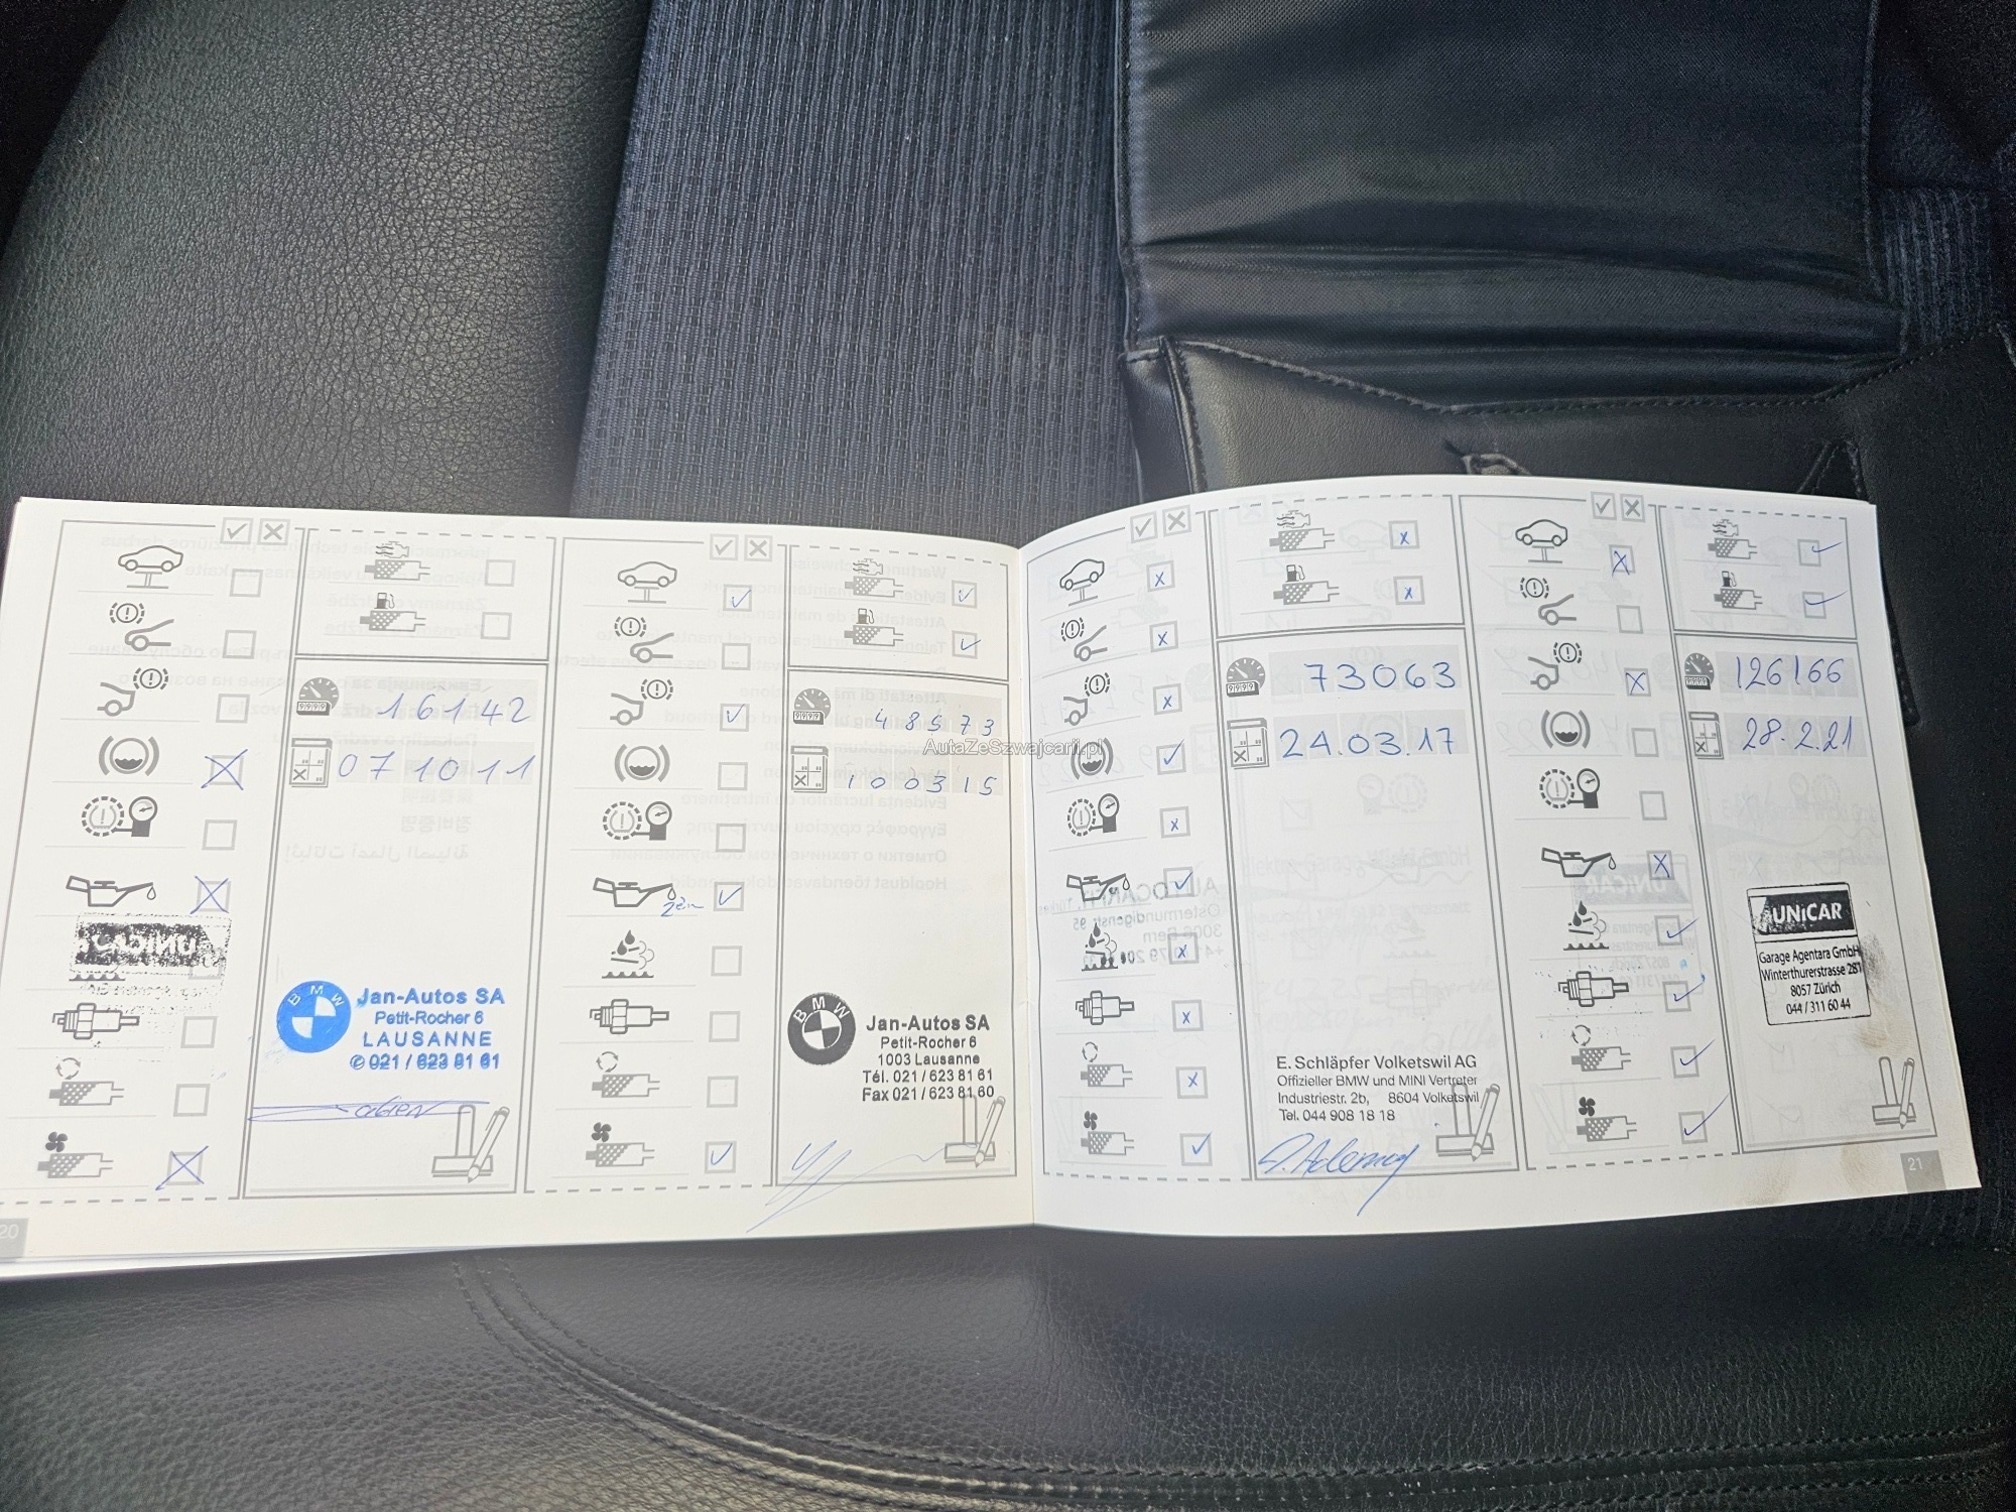 16142
071011
BMW
Jan-Autos SA
Petit-Rocher 6
LAUSANNE
✆ 021 / 623 81 61
20
48573
100315
BMW
Jan-Autos SA
Petit-Rocher 6
1003 Lausanne
Tél. 021 / 623 81 61
Fax 021 / 623 81 60
AutaZeSzwajcarii.pl
73063
24.03.17
E. Schläpfer Volketswil AG
Offizieller BMW und MINI Vertreter
Industriestr. 2b, 8604 Volketswil
Tel. 044 908 18 18
126166
28.2.21
UNiCAR
Garage Agentara GmbH
Winterthurerstrasse 281
8057 Zürich
044 / 311 60 44
21